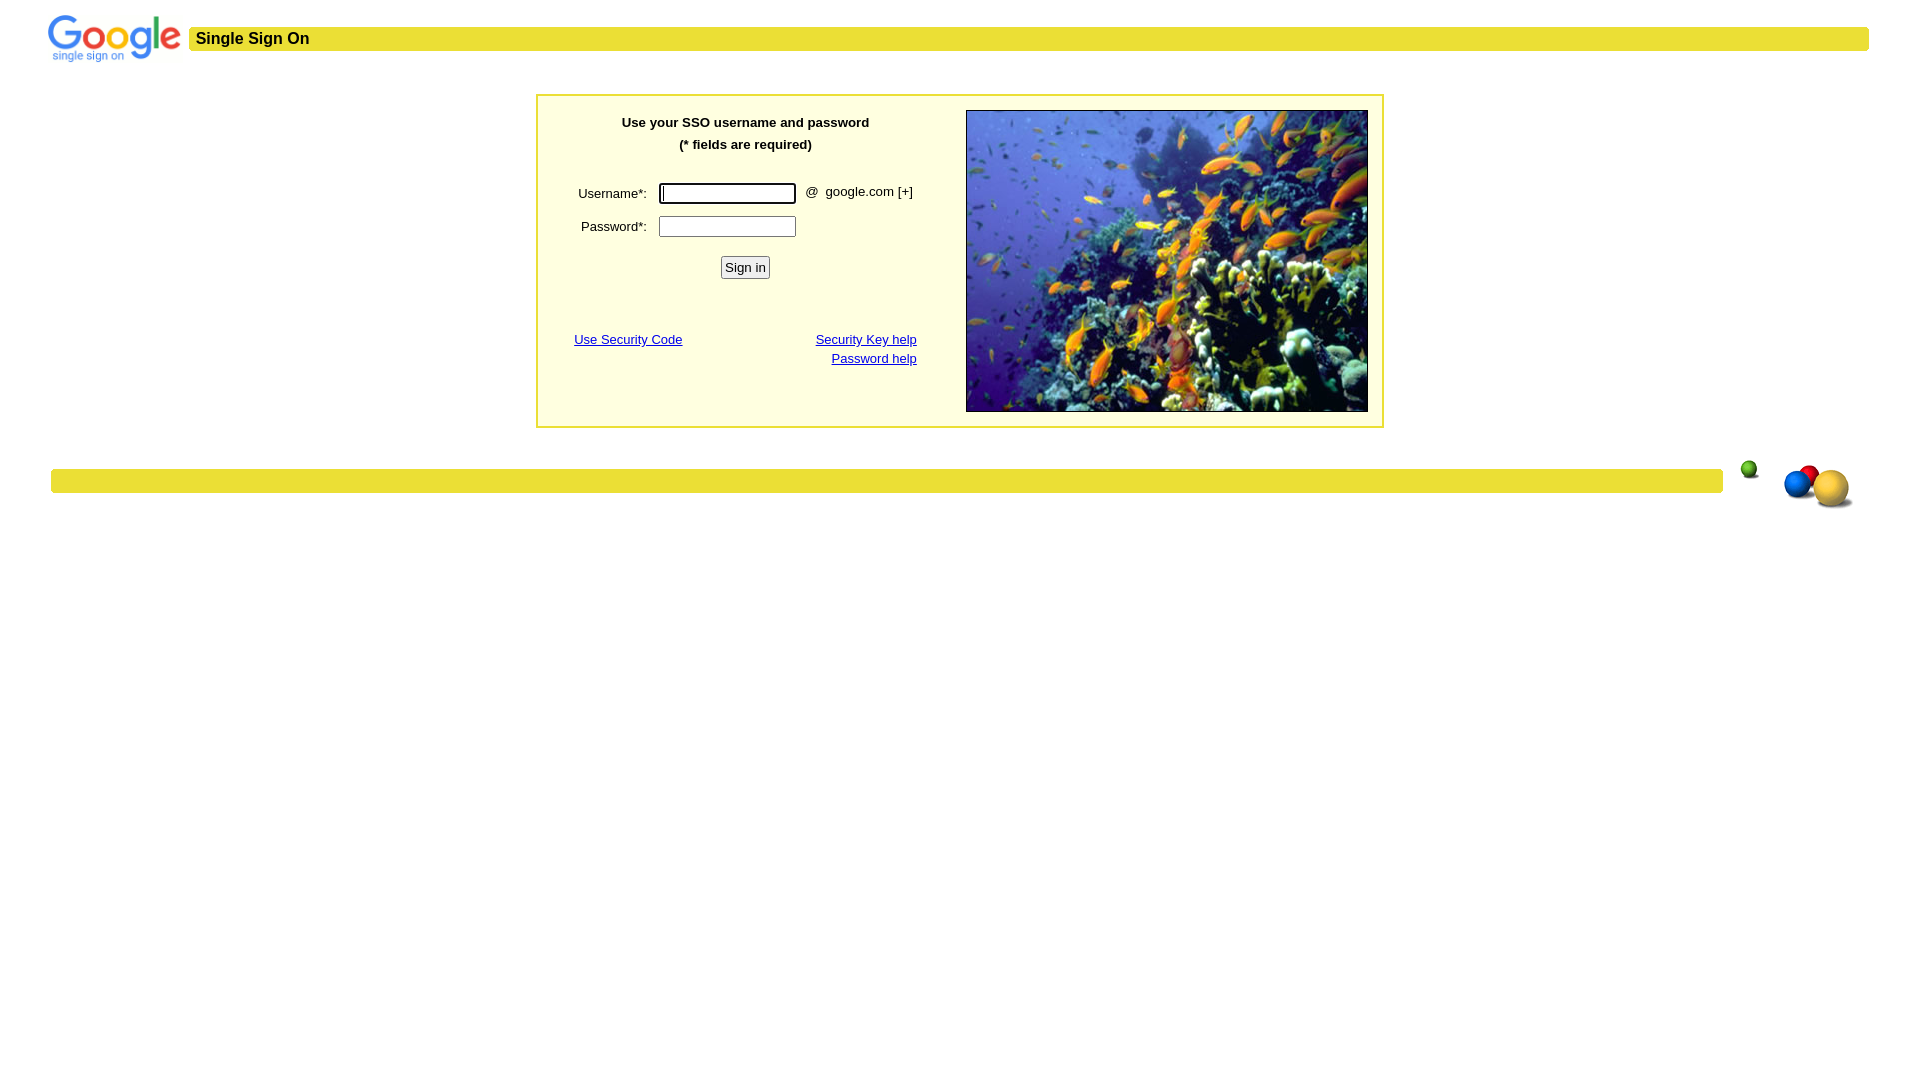 Google
single sign on
Single Sign On
Use your SSO username and password
(* fields are required)
Username*: @ google.com [+]
Password*:
Sign in
Use Security Code
Security Key help
Password help